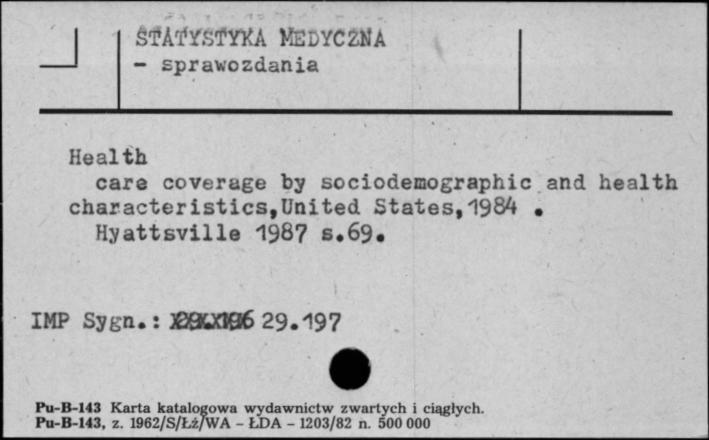 STATYSTYKA MEDYCZNA
- sprawozdania
Health
care coverage by sociodemographic and health
characteristics,United States,1984 .
Hyattsville 1987 s.69.
IMP Sygn.: 29.197
Pu-B-143 Karta katalogowa wydawnictw zwartych i ciągłych.
Pu-B-143, z. 1962/S/Łż/WA - ŁDA - 1203/82 n. 500 000